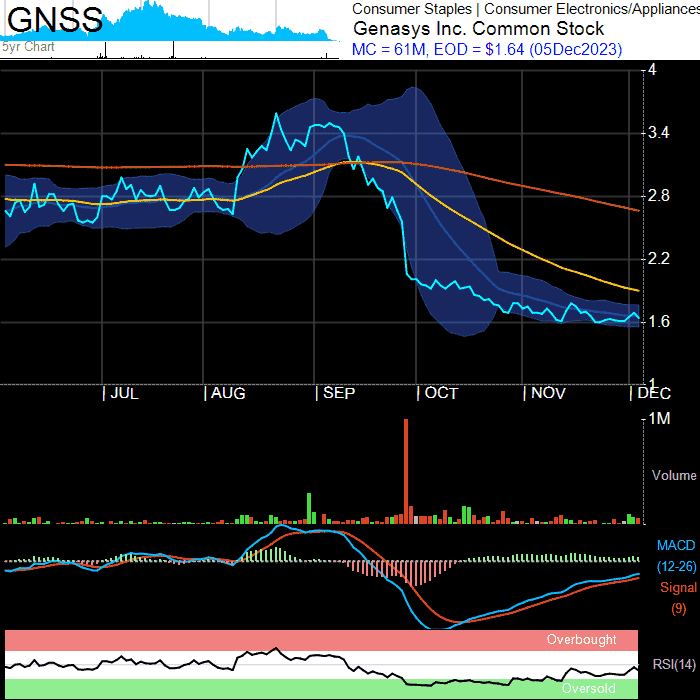 GNSS
5yr Chart
Consumer Staples | Consumer Electronics/Appliances
Genasys Inc. Common Stock
MC = 61M, EOD = $1.64 (05Dec2023)
4
3.4
2.8
2.2
1.6
1
JUL AUG SEP OCT NOV DEC
1M
Volume
MACD
(12-26)
Signal
(9)
Overbought
RSI(14)
Oversold